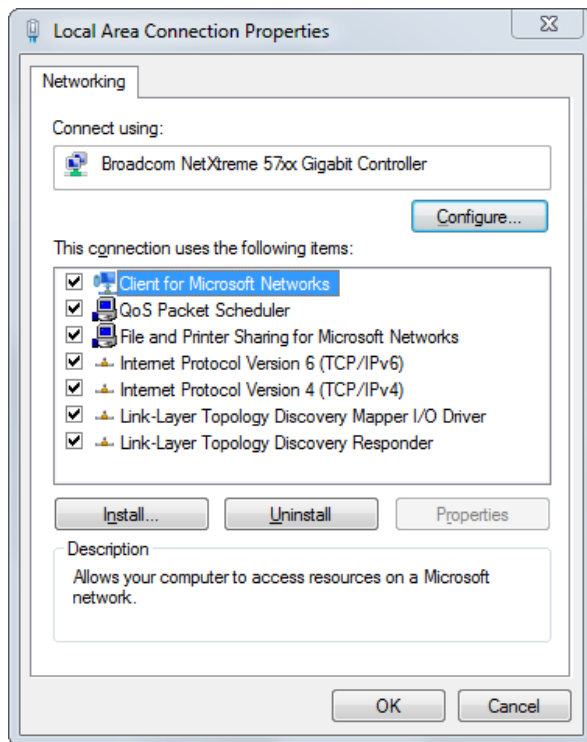 Local Area Connection Properties
Networking
Connect using:
Broadcom NetXtreme 57xx Gigabit Controller
Configure...
This connection uses the following items:
Client for Microsoft Networks
QoS Packet Scheduler
File and Printer Sharing for Microsoft Networks
Internet Protocol Version 6 (TCP/IPv6)
Internet Protocol Version 4 (TCP/IPv4)
Link-Layer Topology Discovery Mapper I/O Driver
Link-Layer Topology Discovery Responder
Install... Uninstall Properties
Description
Allows your computer to access resources on a Microsoft
network.
OK Cancel